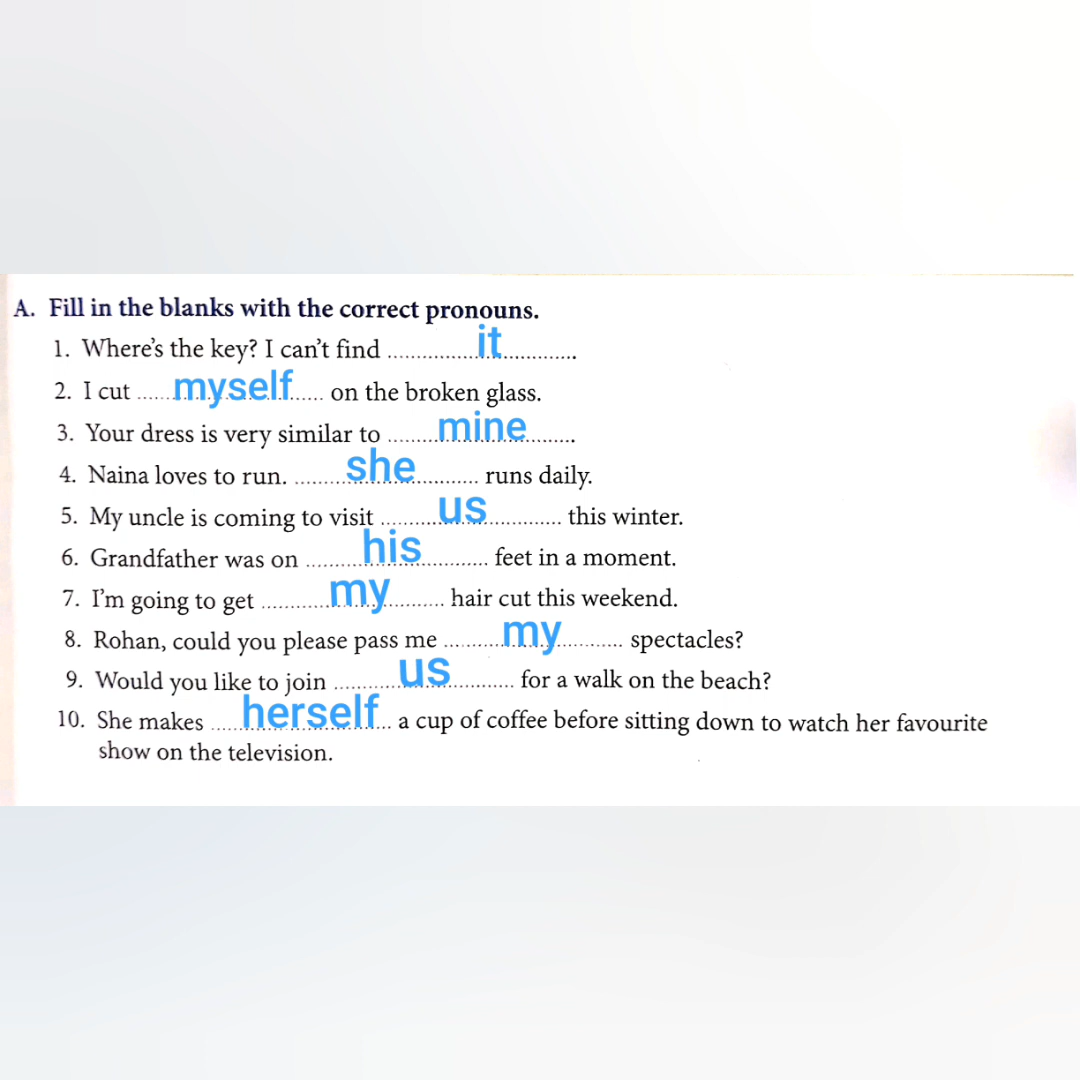 A. Fill in the blanks with the correct pronouns.
1. Where's the key? I can't find ................it...............
2. I cut ......myself...... on the broken glass.
3. Your dress is very similar to .........mine.........
4. Naina loves to run. .........she............ runs daily.
5. My uncle is coming to visit ..........us............. this winter.
6. Grandfather was on ..........his............ feet in a moment.
7. I'm going to get ............my.......... hair cut this weekend.
8. Rohan, could you please pass me ..........my........... spectacles?
9. Would you like to join ...........us........... for a walk on the beach?
10. She makes .....herself... a cup of coffee before sitting down to watch her favourite
show on the television.